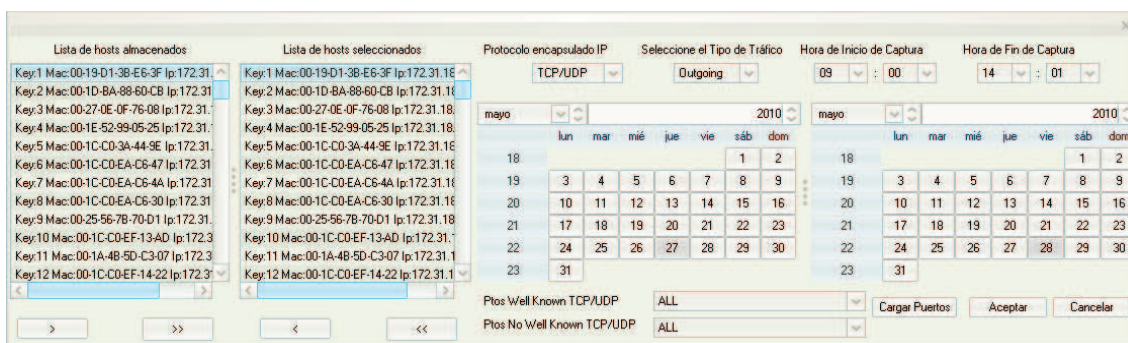 Lista de hosts almacenados
Key:1 Mac:00-19-D1-3B-E6-3F Ip:172.31.
Key:2 Mac:00-1D-BA-88-60-CB Ip:172.31
Key:3 Mac:00-27-0E-0F-76-08 Ip:172.31.
Key:4 Mac:00-1E-52-99-05-25 Ip:172.31.
Key:5 Mac:00-1C-C0-3A-44-9E Ip:172.31
Key:6 Mac:00-1C-C0-EA-C6-47 Ip:172.31
Key:7 Mac:00-1C-C0-EA-C6-4A Ip:172.31
Key:8 Mac:00-1C-C0-EA-C6-30 Ip:172.31
Key:9 Mac:00-25-56-7B-70-D1 Ip:172.31.
Key:10 Mac:00-1C-C0-EF-13-AD Ip:172.3
Key:11 Mac:00-1A-4B-5D-C3-07 Ip:172.3
Key:12 Mac:00-1C-C0-EF-14-22 Ip:172.3
> >>
Lista de hosts seleccionados
Key:1 Mac:00-19-D1-3B-E6-3F Ip:172.31.18
Key:2 Mac:00-1D-BA-88-60-CB Ip:172.31.18
Key:3 Mac:00-27-0E-0F-76-08 Ip:172.31.18.
Key:4 Mac:00-1E-52-99-05-25 Ip:172.31.18.
Key:5 Mac:00-1C-C0-3A-44-9E Ip:172.31.18
Key:6 Mac:00-1C-C0-EA-C6-47 Ip:172.31.18
Key:7 Mac:00-1C-C0-EA-C6-4A Ip:172.31.18
Key:8 Mac:00-1C-C0-EA-C6-30 Ip:172.31.18
Key:9 Mac:00-25-56-7B-70-D1 Ip:172.31.18
Key:10 Mac:00-1C-C0-EF-13-AD Ip:172.31.
Key:11 Mac:00-1A-4B-5D-C3-07 Ip:172.31.
Key:12 Mac:00-1C-C0-EF-14-22 Ip:172.31.1
< <<
Protocolo encapsulado IP
TCP/UDP
Seleccione el Tipo de Tráfico
Outgoing
Hora de Inicio de Captura
09 : 00
Hora de Fin de Captura
14 : 01
mayo 2010
lun mar mié jue vie sáb dom
18 1 2
19 3 4 5 6 7 8 9
20 10 11 12 13 14 15 16
21 17 18 19 20 21 22 23
22 24 25 26 27 28 29 30
23 31
mayo 2010
lun mar mié jue vie sáb dom
18 1 2
19 3 4 5 6 7 8 9
20 10 11 12 13 14 15 16
21 17 18 19 20 21 22 23
22 24 25 26 27 28 29 30
23 31
Ptos Well Known TCP/UDP ALL
Ptos No Well Known TCP/UDP ALL
Cargar Puertos Aceptar Cancelar